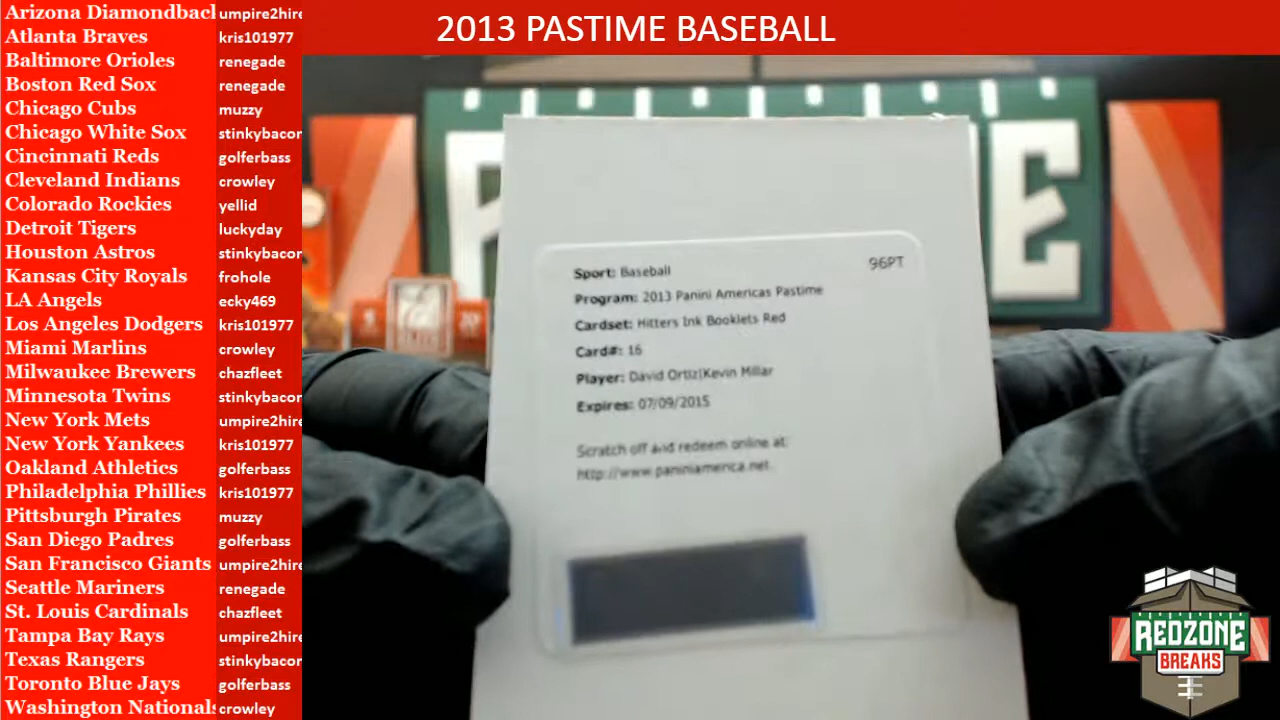 2013 PASTIME BASEBALL
Arizona Diamondback umpire2hire
Atlanta Braves kris101977
Baltimore Orioles renegade
Boston Red Sox renegade
Chicago Cubs muzzy
Chicago White Sox stinkybacor
Cincinnati Reds golferbass
Cleveland Indians crowley
Colorado Rockies yellid
Detroit Tigers luckyday
Houston Astros stinkybacor
Kansas City Royals frohole
LA Angels ecky469
Los Angeles Dodgers kris101977
Miami Marlins crowley
Milwaukee Brewers chazfleet
Minnesota Twins stinkybacor
New York Mets umpire2hire
New York Yankees kris101977
Oakland Athletics golferbass
Philadelphia Phillies kris101977
Pittsburgh Pirates muzzy
San Diego Padres golferbass
San Francisco Giants umpire2hire
Seattle Mariners renegade
St. Louis Cardinals chazfleet
Tampa Bay Rays umpire2hire
Texas Rangers stinkybacor
Toronto Blue Jays golferbass
Washington Nationals crowley
96PT
Sport: Baseball
Program: 2013 Panini Americas Pastime
Cardset: Hitters Ink Booklets Red
Card#: 16
Player: David Ortiz|Kevin Millar
Expires: 07/09/2015
Scratch off and redeem online at:
http://www.paniniamerica.net.
REDZONE
BREAKS